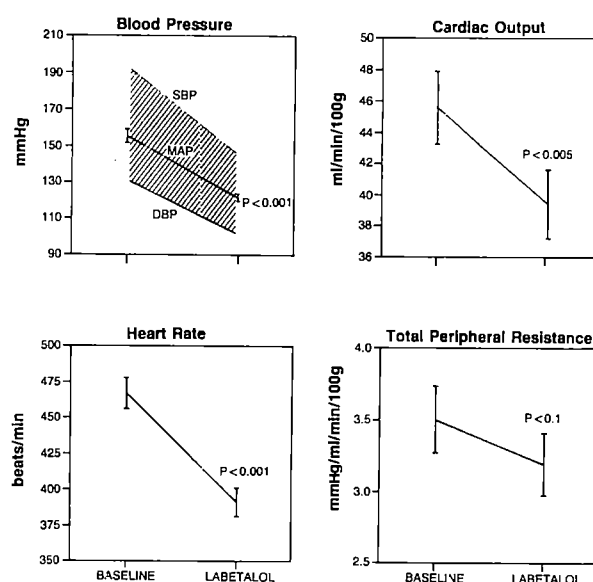 Blood Pressure
210
190
170
150
130
110
90
mmHg
SBP
MAP
DBP
P<0.001
Cardiac Output
50
48
46
44
42
40
38
36
ml/min/100g
P<0.005
Heart Rate
500
475
450
425
400
375
350
beats/min
P<0.001
BASELINE LABETALOL
Total Peripheral Resistance
4.0
3.5
3.0
2.5
mmHg/ml/min/100g
P<0.1
BASELINE LABETALOL